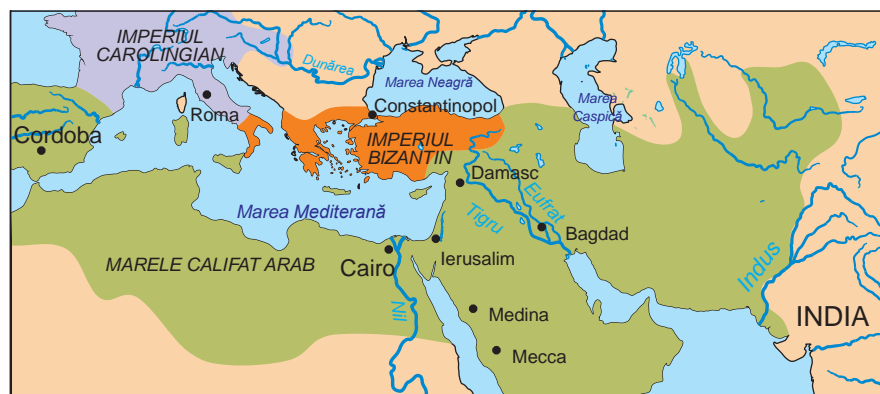 IMPERIUL
CAROLINGIAN
Dunărea
Marea Neagră
Marea
Caspică
Constantinopol
Roma
Cordoba
IMPERIUL
BIZANTIN
Damasc
Eufrat
Tigru
Marea Mediterană
Bagdad
Indus
MARELE CALIFAT ARAB
Cairo
Ierusalim
Nil
Medina
INDIA
Mecca